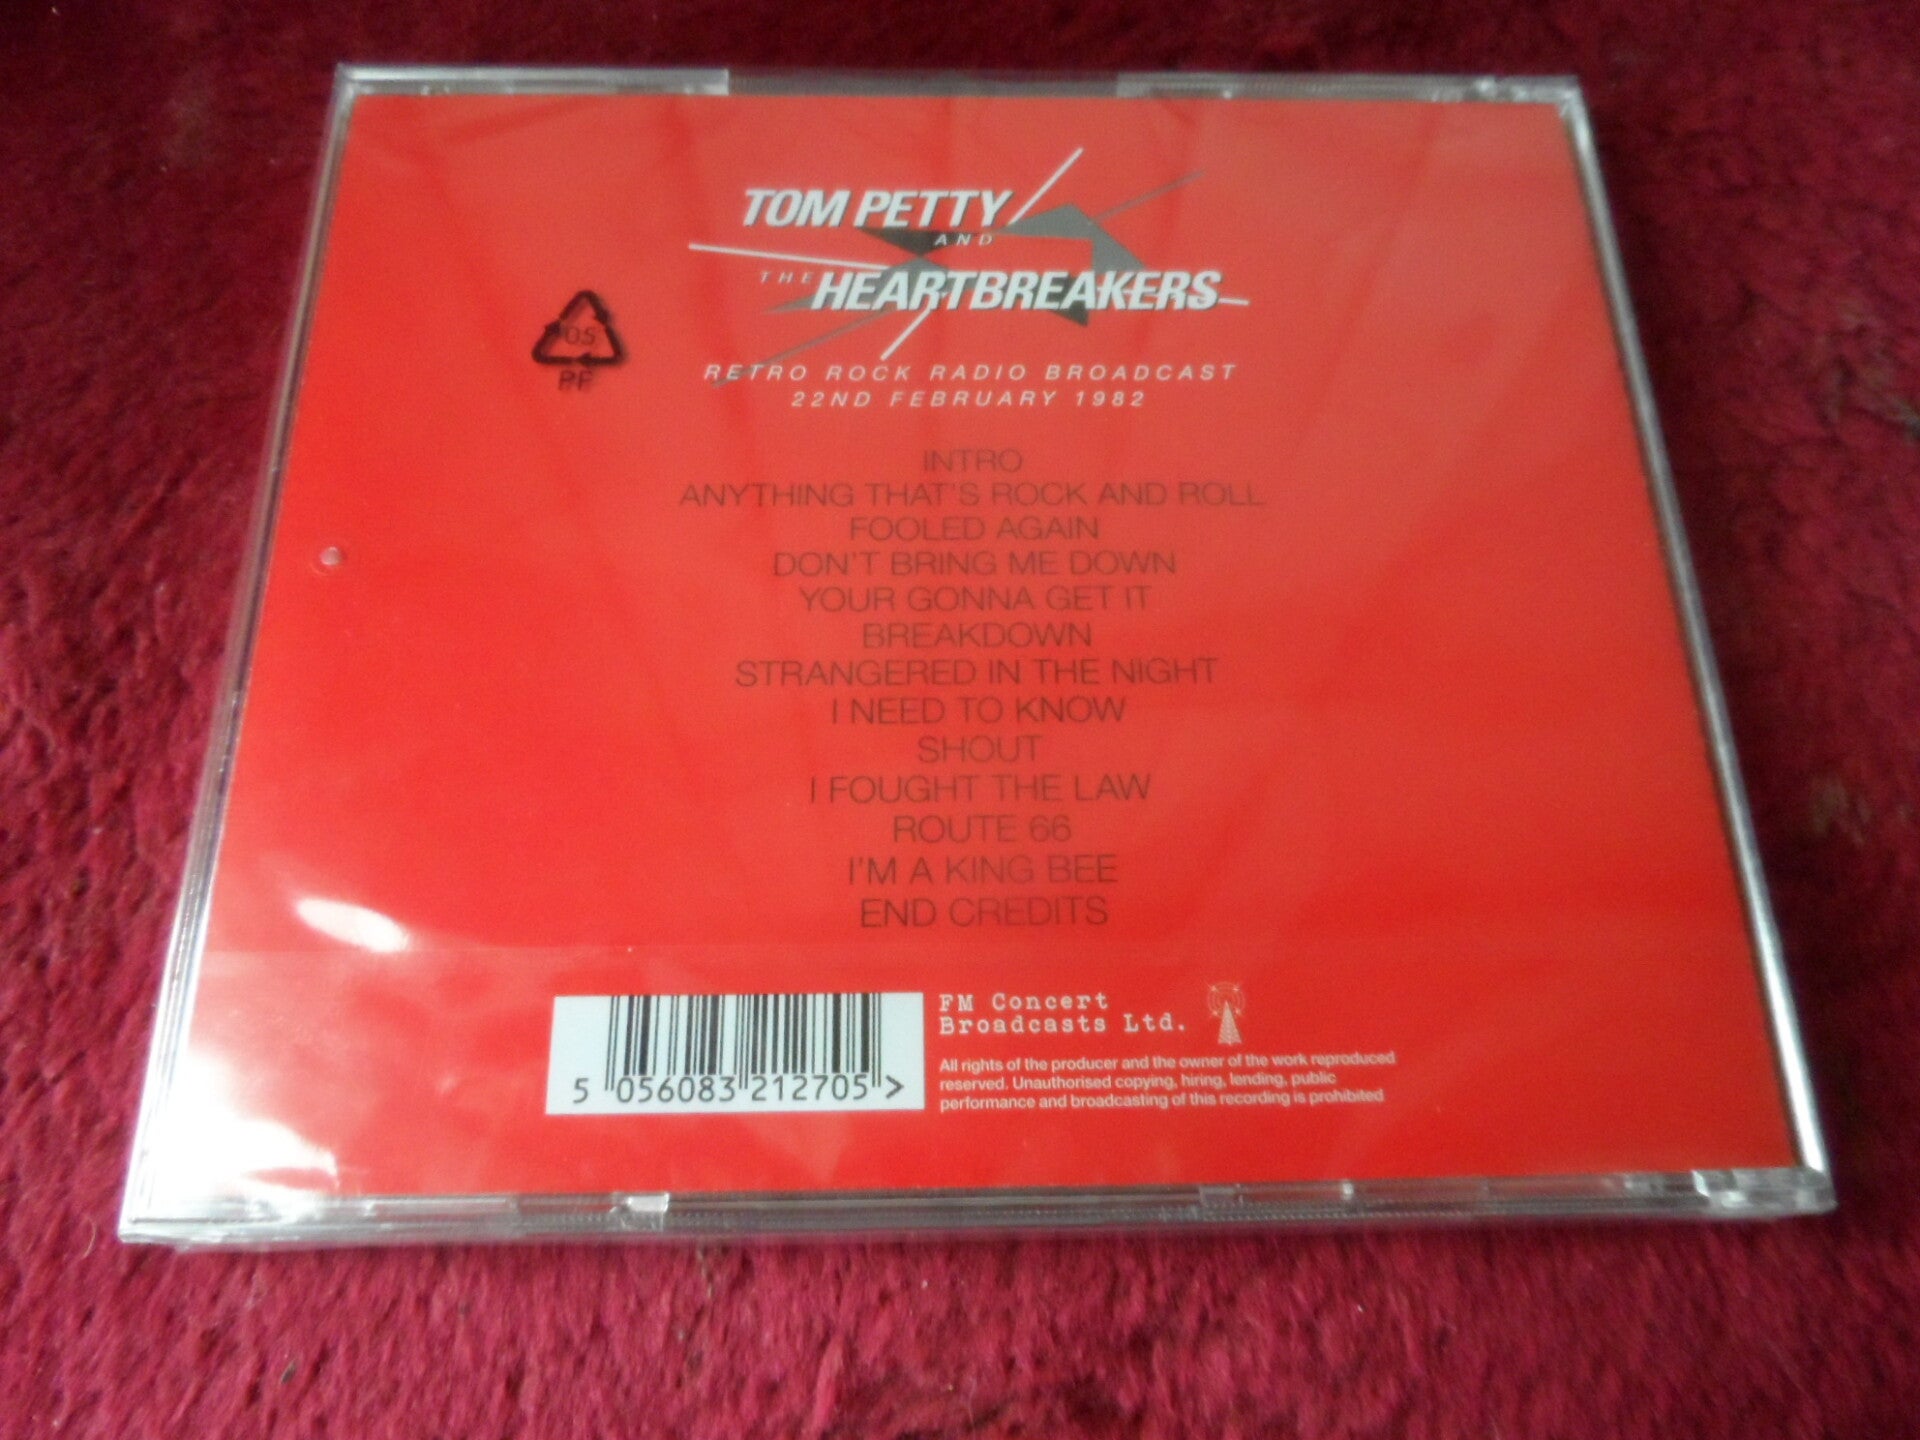 TOM PETTY
AND
THE HEARTBREAKERS
RETRO ROCK RADIO BROADCAST
22ND FEBRUARY 1982
05
INTRO
ANYTHING THAT'S ROCK AND ROLL
FOOLED AGAIN
DON'T BRING ME DOWN
YOUR GONNA GET IT
BREAKDOWN
STRANGERED IN THE NIGHT
I NEED TO KNOW
SHOUT
I FOUGHT THE LAW
ROUTE 66
I'M A KING BEE
END CREDITS
5 056083 212705 >
FM Concert
Broadcasts Ltd.
All rights of the producer and the owner of the work reproduced
reserved. Unauthorised copying, hiring, lending, public
performance and broadcasting of this recording is prohibited